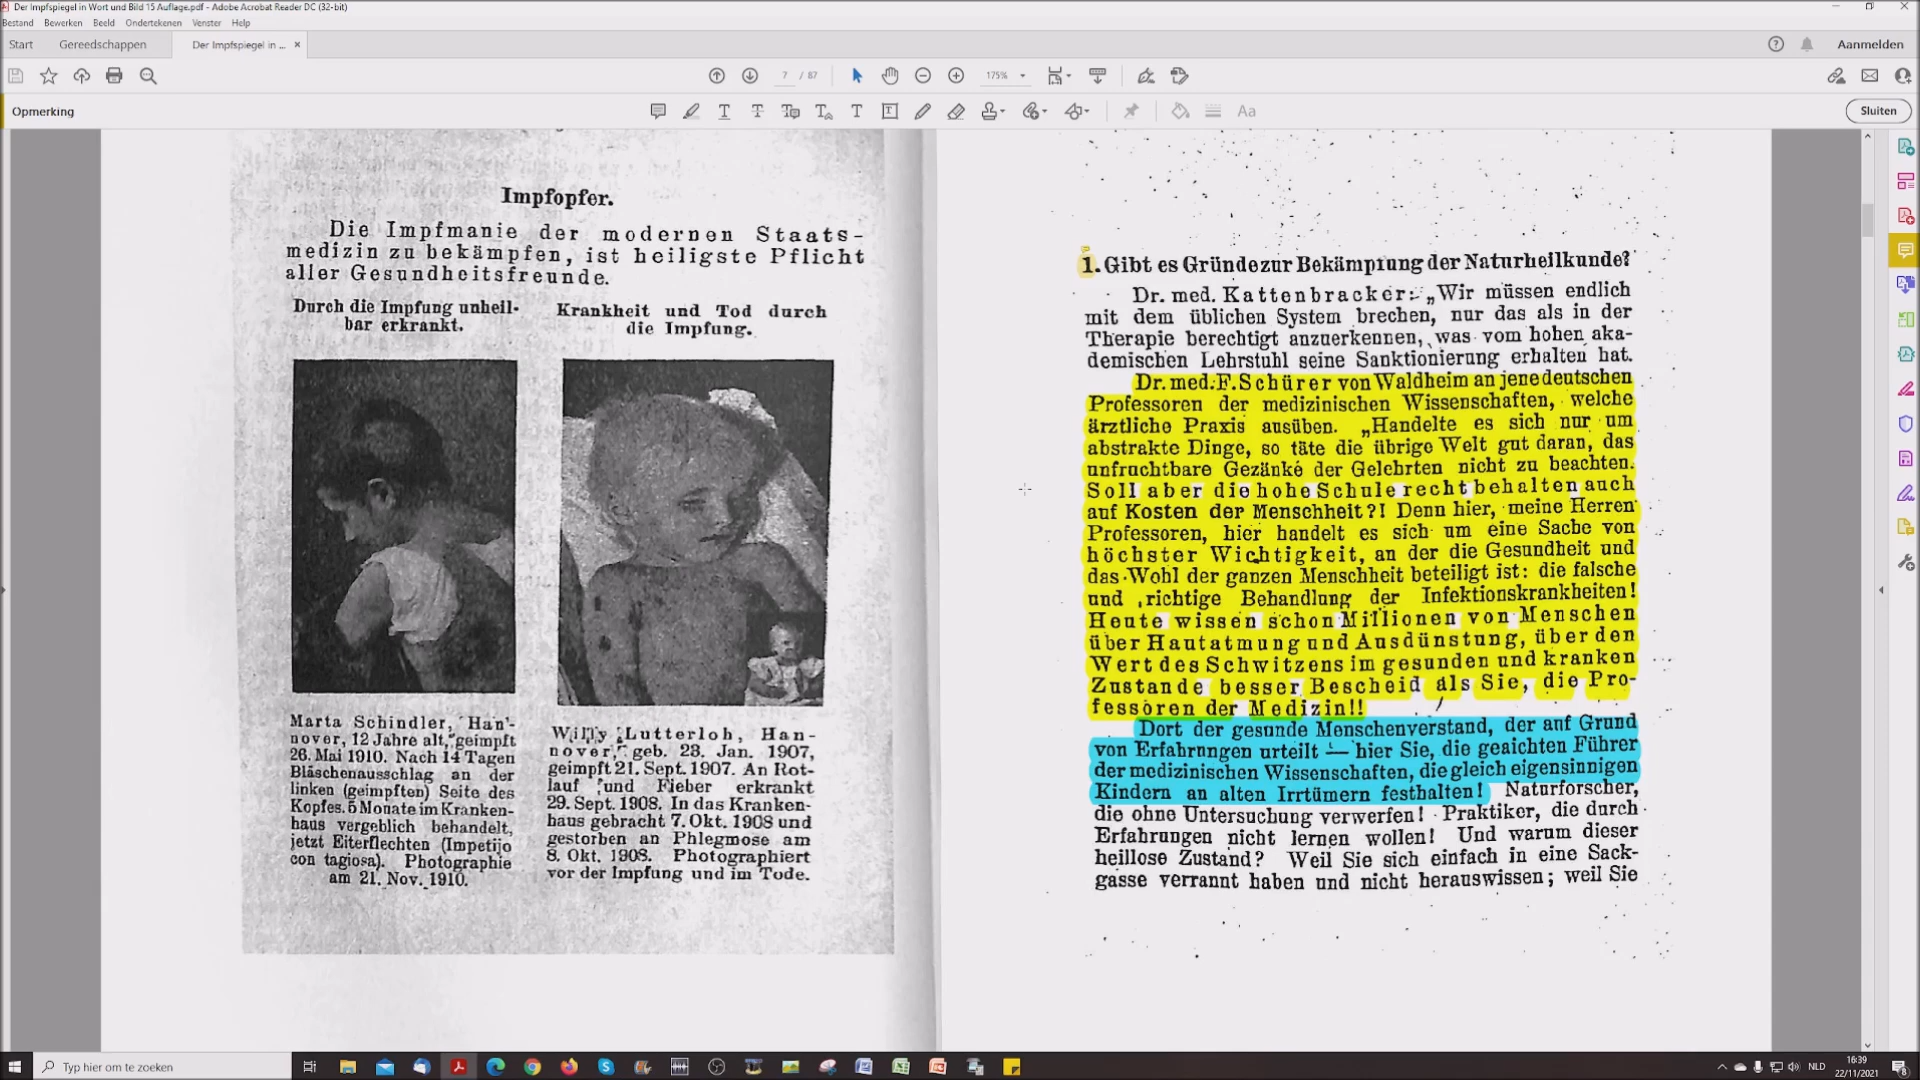 Der Impfspiegel in Wort und Bild 15 Auflage.pdf - Adobe Acrobat Reader DC (32-bit)
Bestand Bewerken Beeld Ondertekenen Venster Help
Start Gereedschappen Der Impfspiegel in ... × Aanmelden
7 / 87 175%
Opmerking Sluiten
Impfopfer.
Die Impfmanie der modernen Staats-
medizin zu bekämpfen, ist heiligste Pflicht
aller Gesundheitsfreunde.
Durch die Impfung unheil-
bar erkrankt.
Marta Schindler, Han-
nover, 12 Jahre alt, geimpft
26. Mai 1910. Nach 14 Tagen
Bläschenausschlag an der
linken (geimpften) Seite des
Kopfes. 5 Monate im Kranken-
haus vergeblich behandelt,
jetzt Eiterflechten (Impetijo
con tagiosa). Photographie
am 21. Nov. 1910.
Krankheit und Tod durch
die Impfung.
Willy Lutterloh, Han-
nover, geb. 23. Jan. 1907,
geimpft 21. Sept. 1907. An Rot-
lauf und Fieber erkrankt
29. Sept. 1908. In das Kranken-
haus gebracht 7. Okt. 1908 und
gestorben an Phlegmose am
8. Okt. 1908. Photographiert
vor der Impfung und im Tode.
1. Gibt es Gründe zur Bekämpfung der Naturheilkunde?
Dr. med. Kattenbracker: „Wir müssen endlich
mit dem üblichen System brechen, nur das als in der
Therapie berechtigt anzuerkennen, was vom hohen aka-
demischen Lehrstuhl seine Sanktionierung erhalten hat.
Dr. med. F. Schürer von Waldheim an jene deutschen
Professoren der medizinischen Wissenschaften, welche
ärztliche Praxis ausüben. „Handelte es sich nur um
abstrakte Dinge, so täte die übrige Welt gut daran, das
unfruchtbare Gezänke der Gelehrten nicht zu beachten.
Soll aber die hohe Schule recht behalten auch
auf Kosten der Menschheit?! Denn hier, meine Herren
Professoren, hier handelt es sich um eine Sache von
höchster Wichtigkeit, an der die Gesundheit und
das Wohl der ganzen Menschheit beteiligt ist: die falsche
und richtige Behandlung der Infektionskrankheiten!
Heute wissen schon Millionen von Menschen
über Hautatmung und Ausdünstung, über den
Wert des Schwitzens im gesunden und kranken
Zustande besser Bescheid als Sie, die Pro-
fessoren der Medizin!!
Dort der gesunde Menschenverstand, der auf Grund
von Erfahrungen urteilt — hier Sie, die geaichten Führer
der medizinischen Wissenschaften, die gleich eigensinnigen
Kindern an alten Irrtümern festhalten! Naturforscher,
die ohne Untersuchung verwerfen! Praktiker, die durch
Erfahrungen nicht lernen wollen! Und warum dieser
heillose Zustand? Weil Sie sich einfach in eine Sack-
gasse verrannt haben und nicht herauswissen; weil Sie
Typ hier om te zoeken
NLD 16:39
22/11/2021